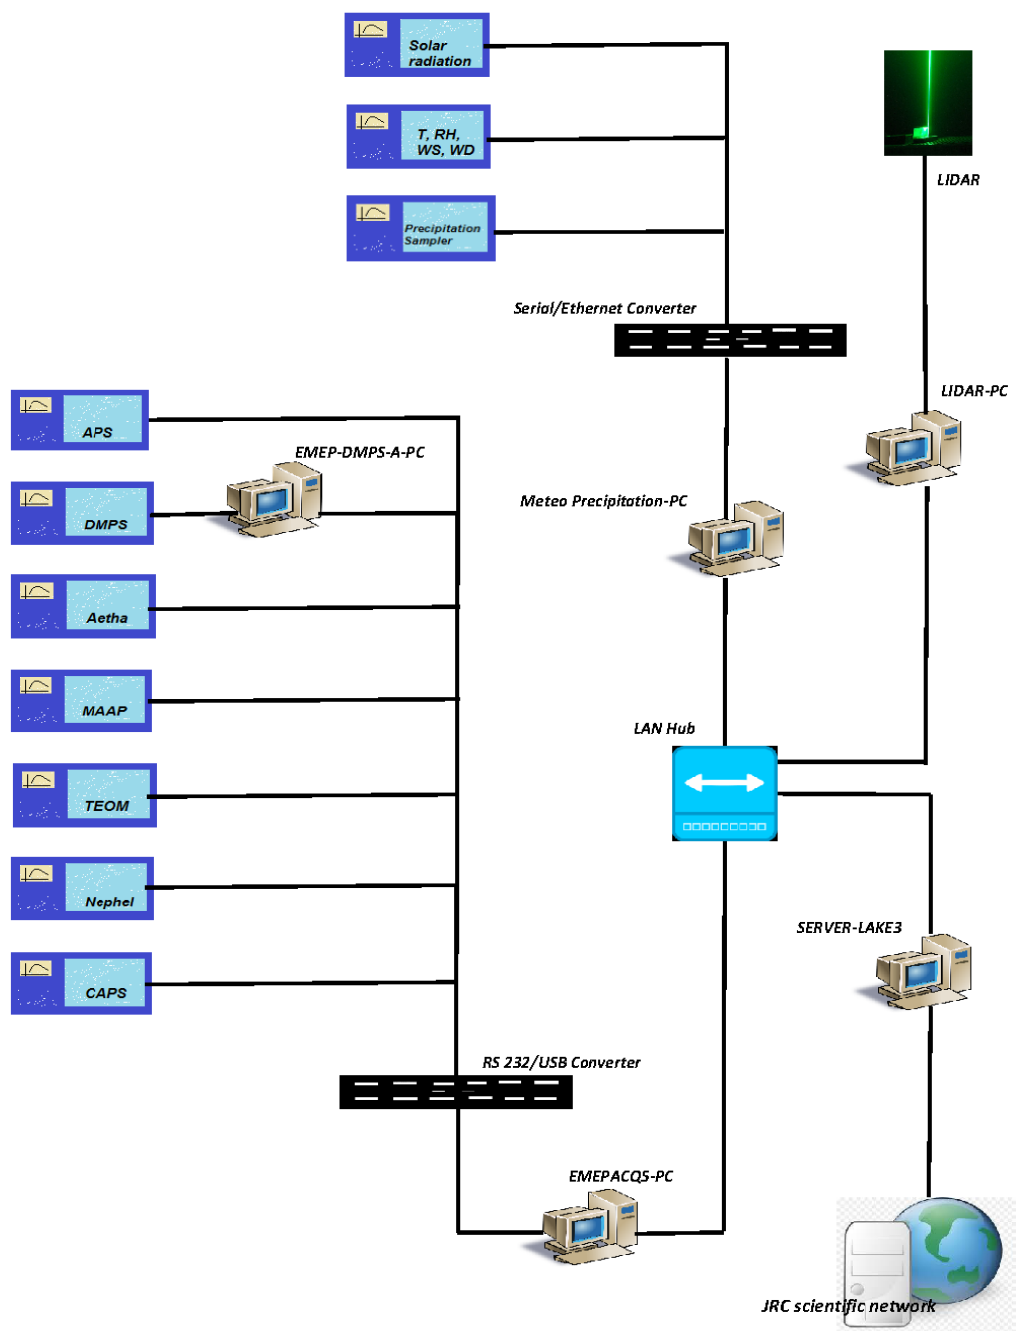 Solar
radiation
T, RH,
WS, WD
Precipitation
Sampler
LIDAR
Serial/Ethernet Converter
LIDAR-PC
APS
EMEP-DMPS-A-PC
Meteo Precipitation-PC
DMPS
Aetha
MAAP
LAN Hub
TEOM
Nephel
SERVER-LAKE3
CAPS
RS 232/USB Converter
EMEPACQ5-PC
JRC scientific network